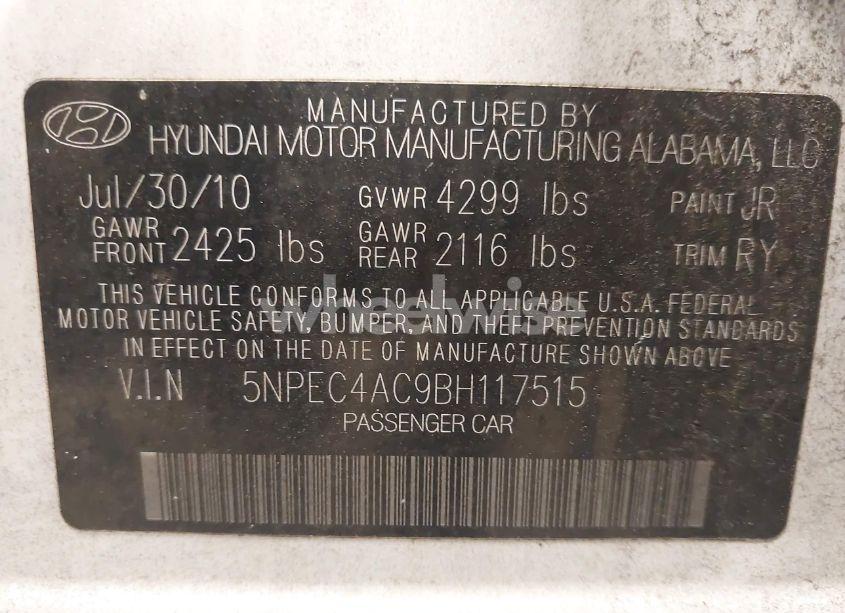 MANUFACTURED BY
HYUNDAI MOTOR MANUFACTURING ALABAMA, LLC
Jul/30/10 GVWR 4299 lbs PAINT JR
GAWR FRONT 2425 lbs GAWR REAR 2116 lbs TRIM RY
THIS VEHICLE CONFORMS TO ALL APPLICABLE U.S.A. FEDERAL
MOTOR VEHICLE SAFETY, BUMPER, AND THEFT PREVENTION STANDARDS
IN EFFECT ON THE DATE OF MANUFACTURE SHOWN ABOVE
V.I.N 5NPEC4AC9BH117515
PASSENGER CAR
wheelwise